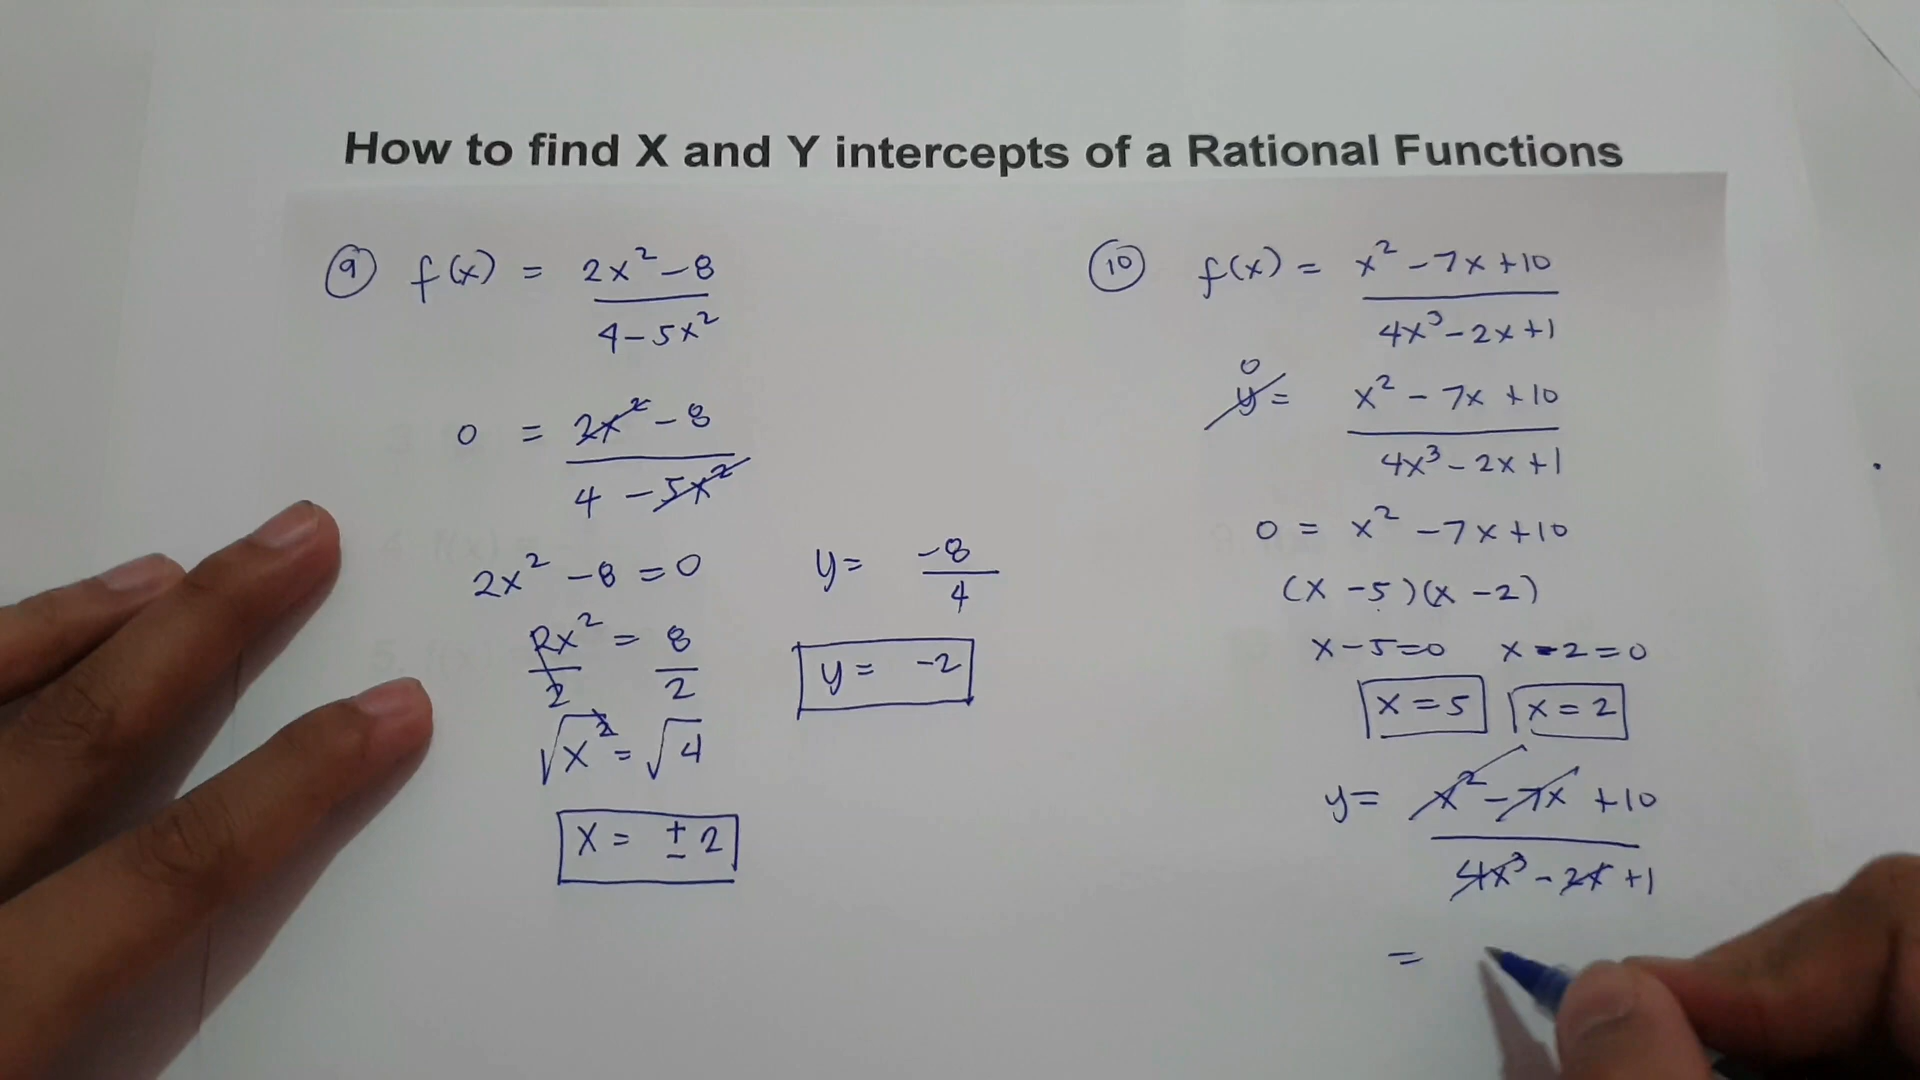 How to find X and Y intercepts of a Rational Functions
9 f(x) = 2x² - 8
4 - 5x²
0 = 2x² - 8
4 - 5x²
2x² - 8 = 0
2x² = 8
2 2
√x² = √4
x = ± 2
y = -8
4
y = -2
10 f(x) = x² - 7x + 10
4x³ - 2x + 1
0
y = x² - 7x + 10
4x³ - 2x + 1
0 = x² - 7x + 10
(x - 5)(x - 2)
x - 5 = 0 x - 2 = 0
x = 5 x = 2
y = x² - 7x + 10
4x³ - 2x + 1
=